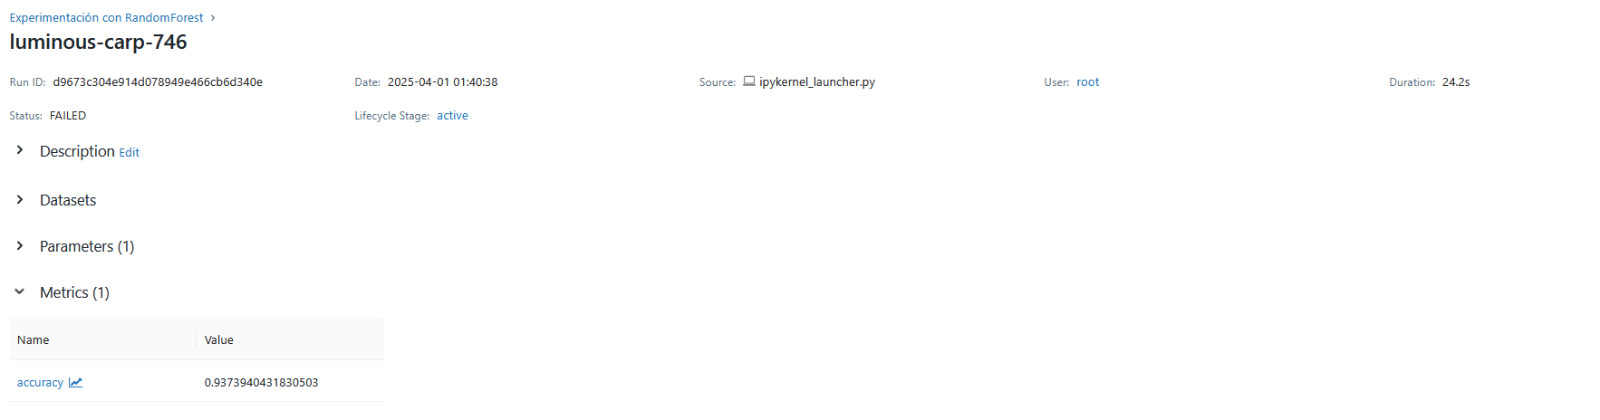 Experimentación con RandomForest >
luminous-carp-746
Run ID: d9673c304e914d078949e466cb6d340e Date: 2025-04-01 01:40:38 Source: ipykernel_launcher.py User: root Duration: 24.2s
Status: FAILED Lifecycle Stage: active
Description Edit
Datasets
Parameters (1)
Metrics (1)
Name Value
accuracy 0.9373940431830503